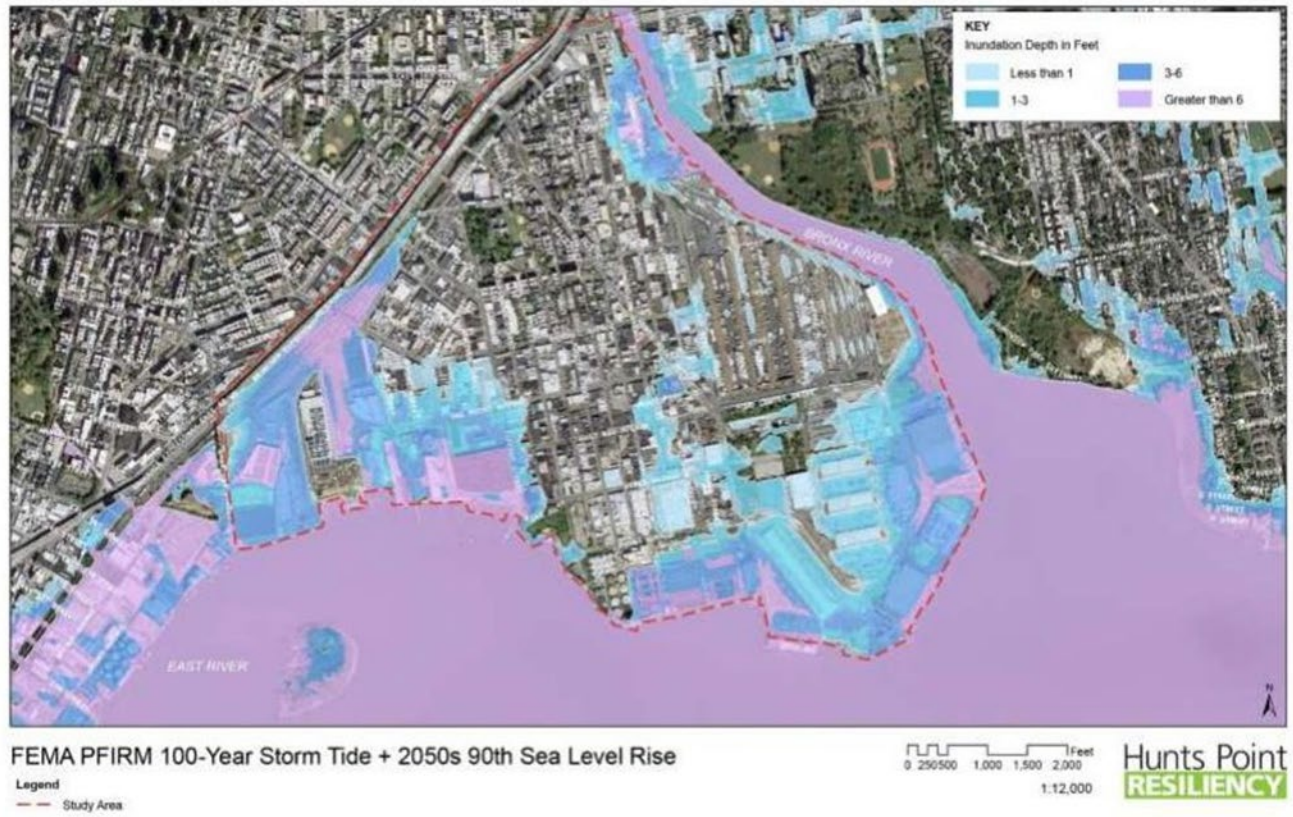 KEY
Inundation Depth in Feet
Less than 1
3-6
1-3
Greater than 6
BRONX RIVER
EAST RIVER
N
FEMA PFIRM 100-Year Storm Tide + 2050s 90th Sea Level Rise
Legend
Study Area
Feet
0 250500 1,000 1,500 2,000
1:12,000
Hunts Point
RESILIENCY